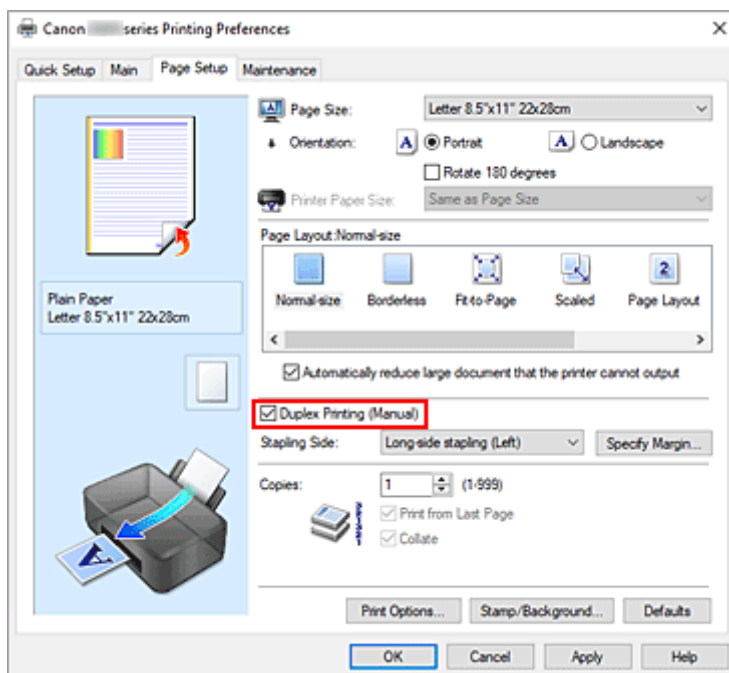 Canon series Printing Preferences
Quick Setup Main Page Setup Maintenance
Page Size: Letter 8.5"x11" 22x28cm
Orientation: A Portrait A Landscape
Rotate 180 degrees
Printer Paper Size: Same as Page Size
Page Layout:Normal-size
2
Normal-size Borderless Fit-to-Page Scaled Page Layout
Plain Paper
Letter 8.5"x11" 22x28cm
Automatically reduce large document that the printer cannot output
Duplex Printing (Manual)
Stapling Side: Long-side stapling (Left) Specify Margin...
Copies: 1 (1-999)
Print from Last Page
Collate
A
Print Options... Stamp/Background... Defaults
OK Cancel Apply Help